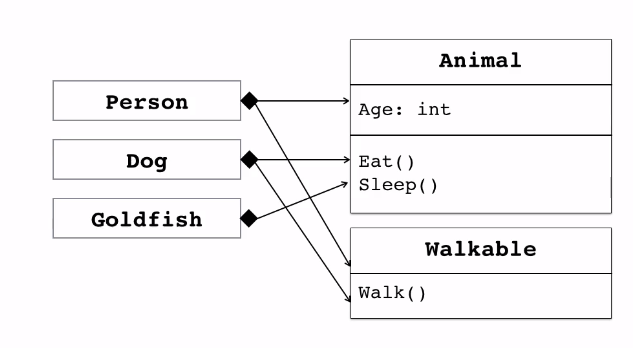 Person
Dog
Goldfish
Animal
Age: int
Eat()
Sleep()
Walkable
Walk()